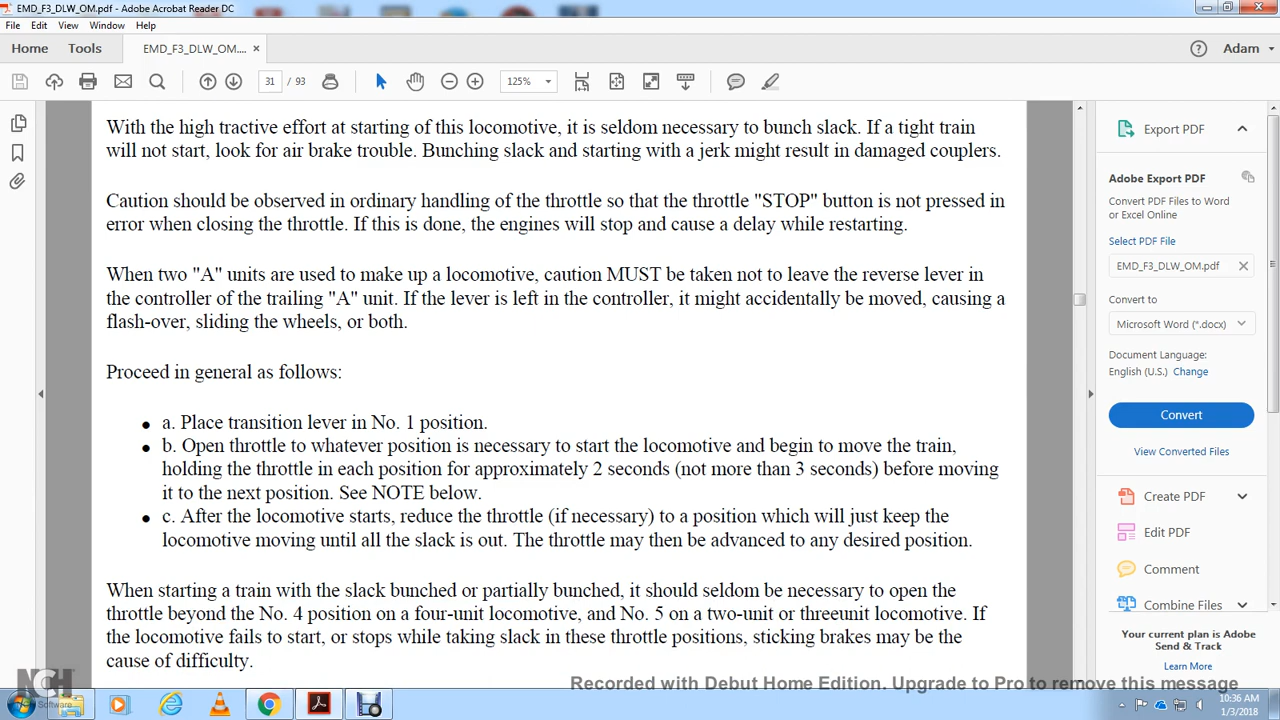 EMD_F3_DLW_OM.pdf - Adobe Acrobat Reader DC
File Edit View Window Help
Home Tools EMD_F3_DLW_OM.... × Adam
31 / 93 125%
With the high tractive effort at starting of this locomotive, it is seldom necessary to bunch slack. If a tight train
will not start, look for air brake trouble. Bunching slack and starting with a jerk might result in damaged couplers.
Caution should be observed in ordinary handling of the throttle so that the throttle "STOP" button is not pressed in
error when closing the throttle. If this is done, the engines will stop and cause a delay while restarting.
When two "A" units are used to make up a locomotive, caution MUST be taken not to leave the reverse lever in
the controller of the trailing "A" unit. If the lever is left in the controller, it might accidentally be moved, causing a
flash-over, sliding the wheels, or both.
Proceed in general as follows:
• a. Place transition lever in No. 1 position.
• b. Open throttle to whatever position is necessary to start the locomotive and begin to move the train,
holding the throttle in each position for approximately 2 seconds (not more than 3 seconds) before moving
it to the next position. See NOTE below.
• c. After the locomotive starts, reduce the throttle (if necessary) to a position which will just keep the
locomotive moving until all the slack is out. The throttle may then be advanced to any desired position.
When starting a train with the slack bunched or partially bunched, it should seldom be necessary to open the
throttle beyond the No. 4 position on a four-unit locomotive, and No. 5 on a two-unit or threeunit locomotive. If
the locomotive fails to start, or stops while taking slack in these throttle positions, sticking brakes may be the
cause of difficulty.
Export PDF
Adobe Export PDF
Convert PDF Files to Word
or Excel Online
Select PDF File
EMD_F3_DLW_OM.pdf
Convert to
Microsoft Word (*.docx)
Document Language:
English (U.S.) Change
Convert
View Converted Files
Create PDF
Edit PDF
Comment
Combine Files
Your current plan is Adobe
Send & Track
Learn More
NCH
Software
Recorded with Debut Home Edition. Upgrade to Pro to remove this message
10:36 AM
1/3/2018